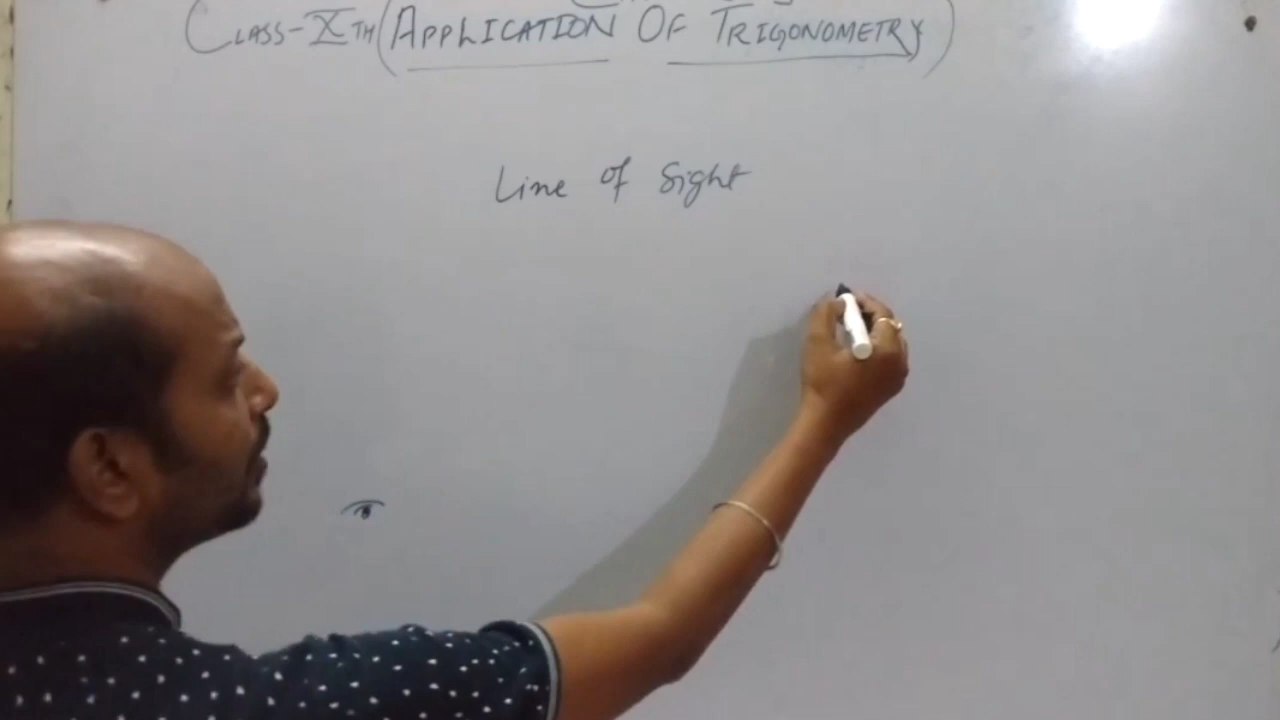 CLASS-XTH (APPLICATION OF TRIGONOMETRY)
Line of Sight